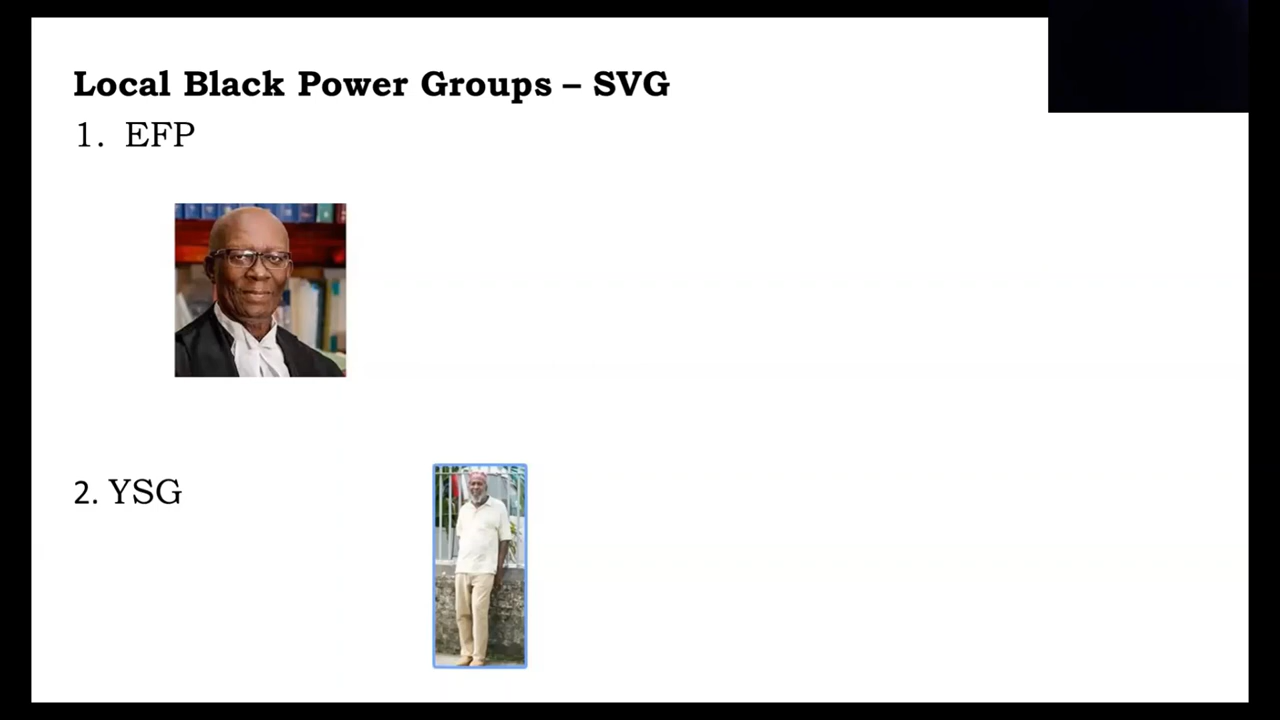 Local Black Power Groups – SVG
1. EFP
2. YSG